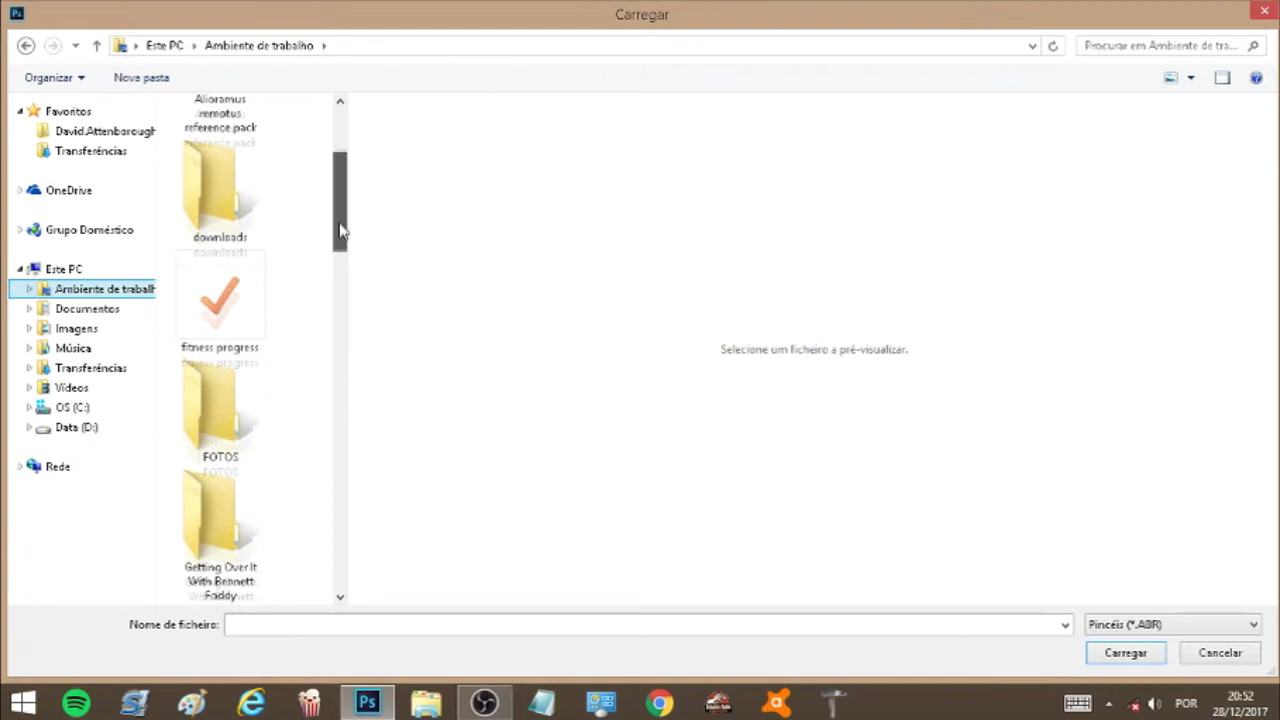 Ps
Carregar
Este PC
Ambiente de trabalho
Procurar em Ambiente de tra...
Organizar
Nova pasta
Favoritos
David.Attenborough
Transferências
OneDrive
Grupo Doméstico
Este PC
Ambiente de trabalh
Documentos
Imagens
Música
Transferências
Vídeos
OS (C:)
Data (D:)
Rede
Alioramus
remotus
reference pack
downloads
fitness progress
FOTOS
Getting Over It
With Bennett
Foddy
Selecione um ficheiro a pré-visualizar.
Nome de ficheiro:
Pincéis (*.ABR)
Carregar
Cancelar
Ps
POR
20:52
28/12/2017